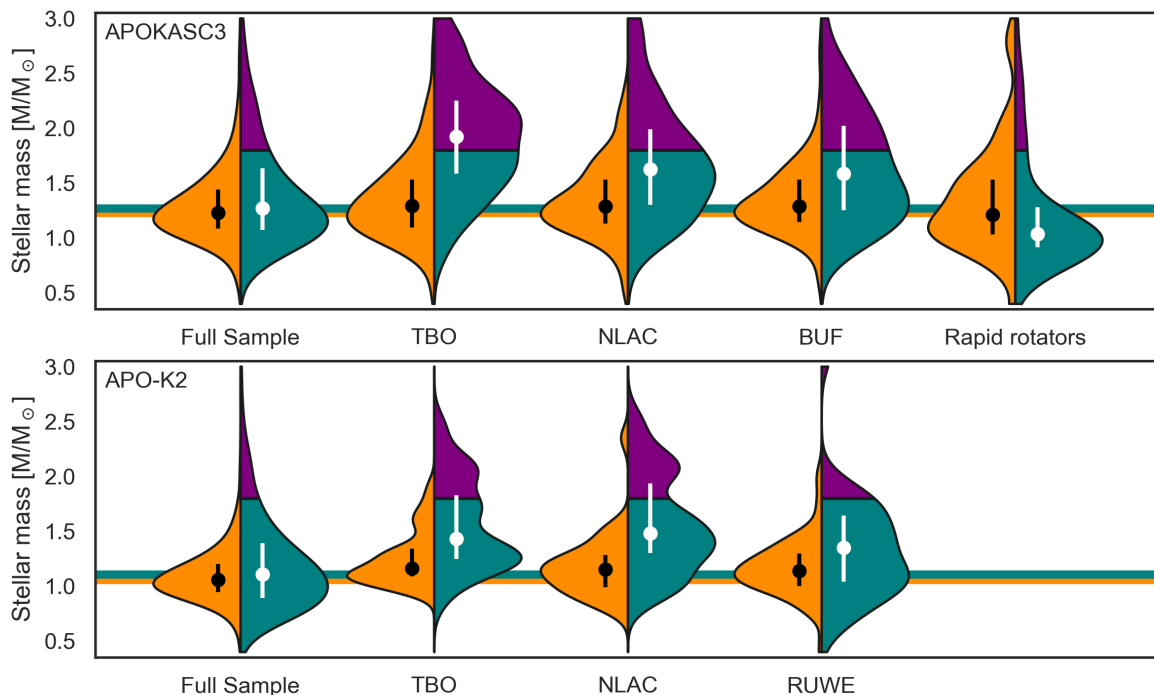 APOKASC3
Stellar mass [M/M☉]
3.0
2.5
2.0
1.5
1.0
0.5
Full Sample TBO NLAC BUF Rapid rotators
APO-K2
Stellar mass [M/M☉]
3.0
2.5
2.0
1.5
1.0
0.5
Full Sample TBO NLAC RUWE